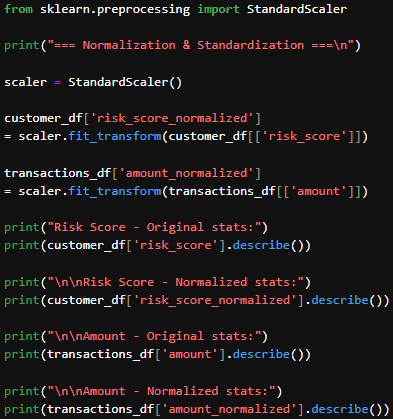 from sklearn.preprocessing import StandardScaler
print("=== Normalization & Standardization ===\n")
scaler = StandardScaler()
customer_df['risk_score_normalized']
= scaler.fit_transform(customer_df[['risk_score']])
transactions_df['amount_normalized']
= scaler.fit_transform(transactions_df[['amount']])
print("Risk Score - Original stats:")
print(customer_df['risk_score'].describe())
print("\n\nRisk Score - Normalized stats:")
print(customer_df['risk_score_normalized'].describe())
print("\n\nAmount - Original stats:")
print(transactions_df['amount'].describe())
print("\n\nAmount - Normalized stats:")
print(transactions_df['amount_normalized'].describe())